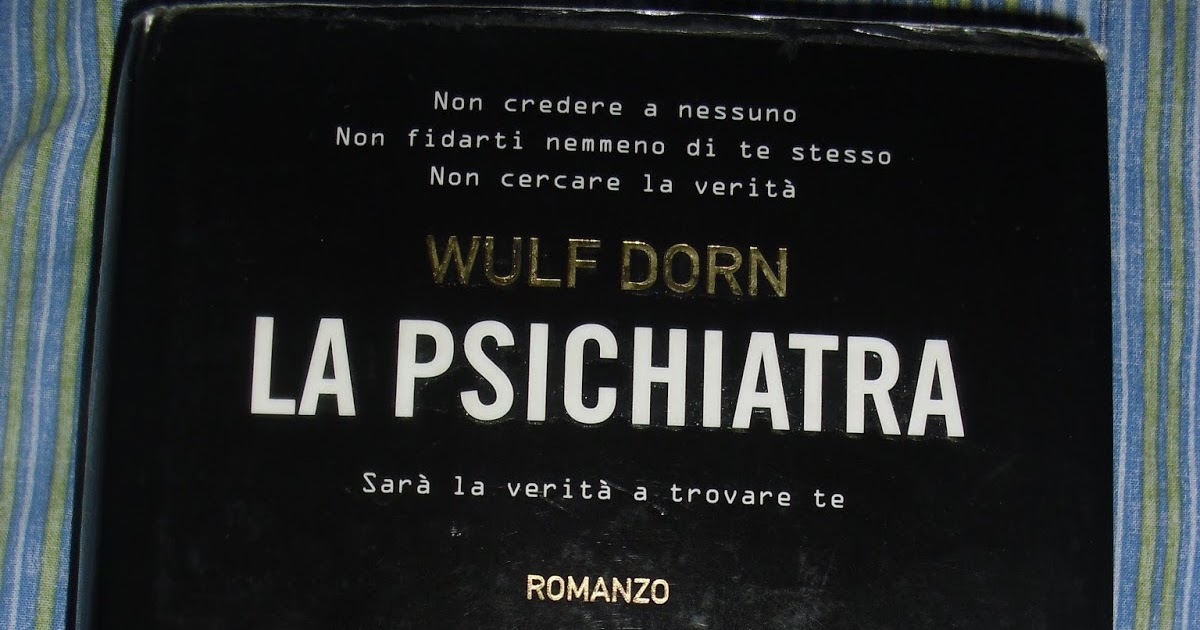 Non credere a nessuno
Non fidarti nemmeno di te stesso
Non cercare la verità
WULF DORN
LA PSICHIATRA
Sarà la verità a trovare te
ROMANZO